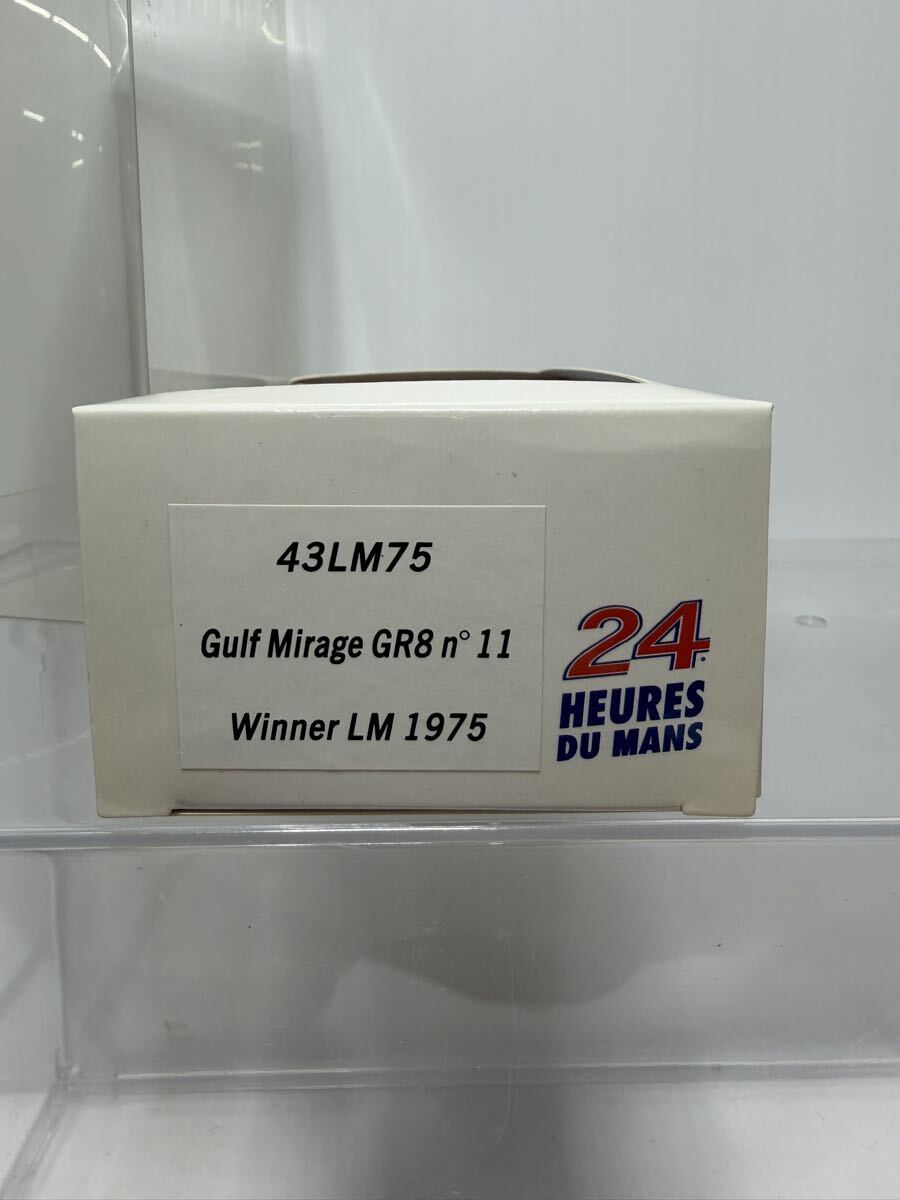 43LM75
Gulf Mirage GR8 n° 11
Winner LM 1975
24
HEURES
DU MANS